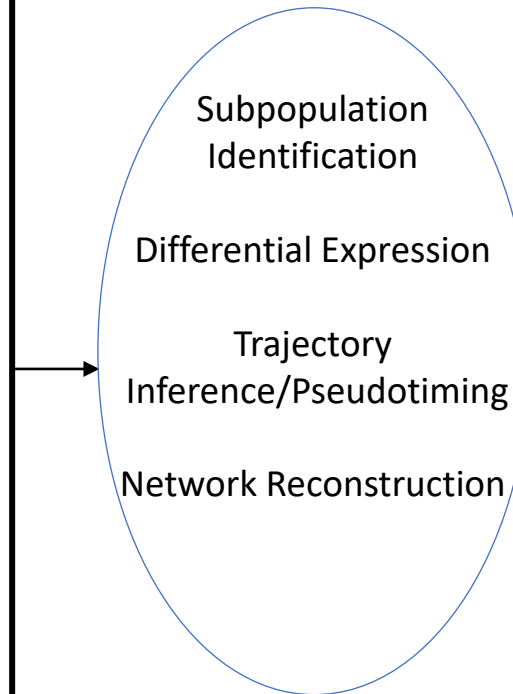 Subpopulation
Identification
Differential Expression
Trajectory
Inference/Pseudotiming
Network Reconstruction